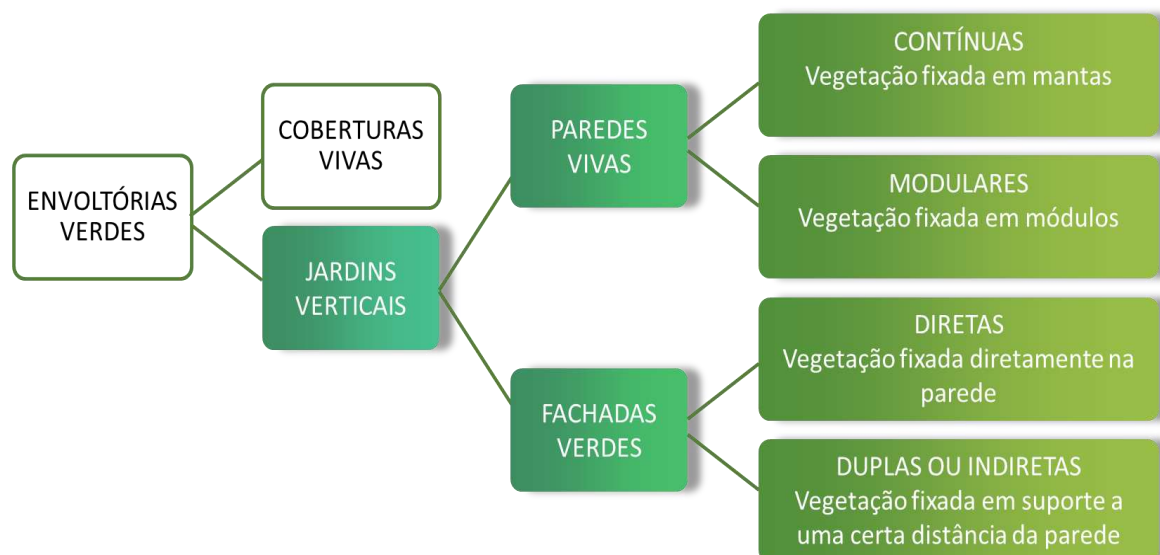 ENVOLTÓRIAS
VERDES
COBERTURAS
VIVAS
JARDINS
VERTICAIS
PAREDES
VIVAS
FACHADAS
VERDES
CONTÍNUAS
Vegetação fixada em mantas
MODULARES
Vegetação fixada em módulos
DIRETAS
Vegetação fixada diretamente na
parede
DUPLAS OU INDIRETAS
Vegetação fixada em suporte a
uma certa distância da parede